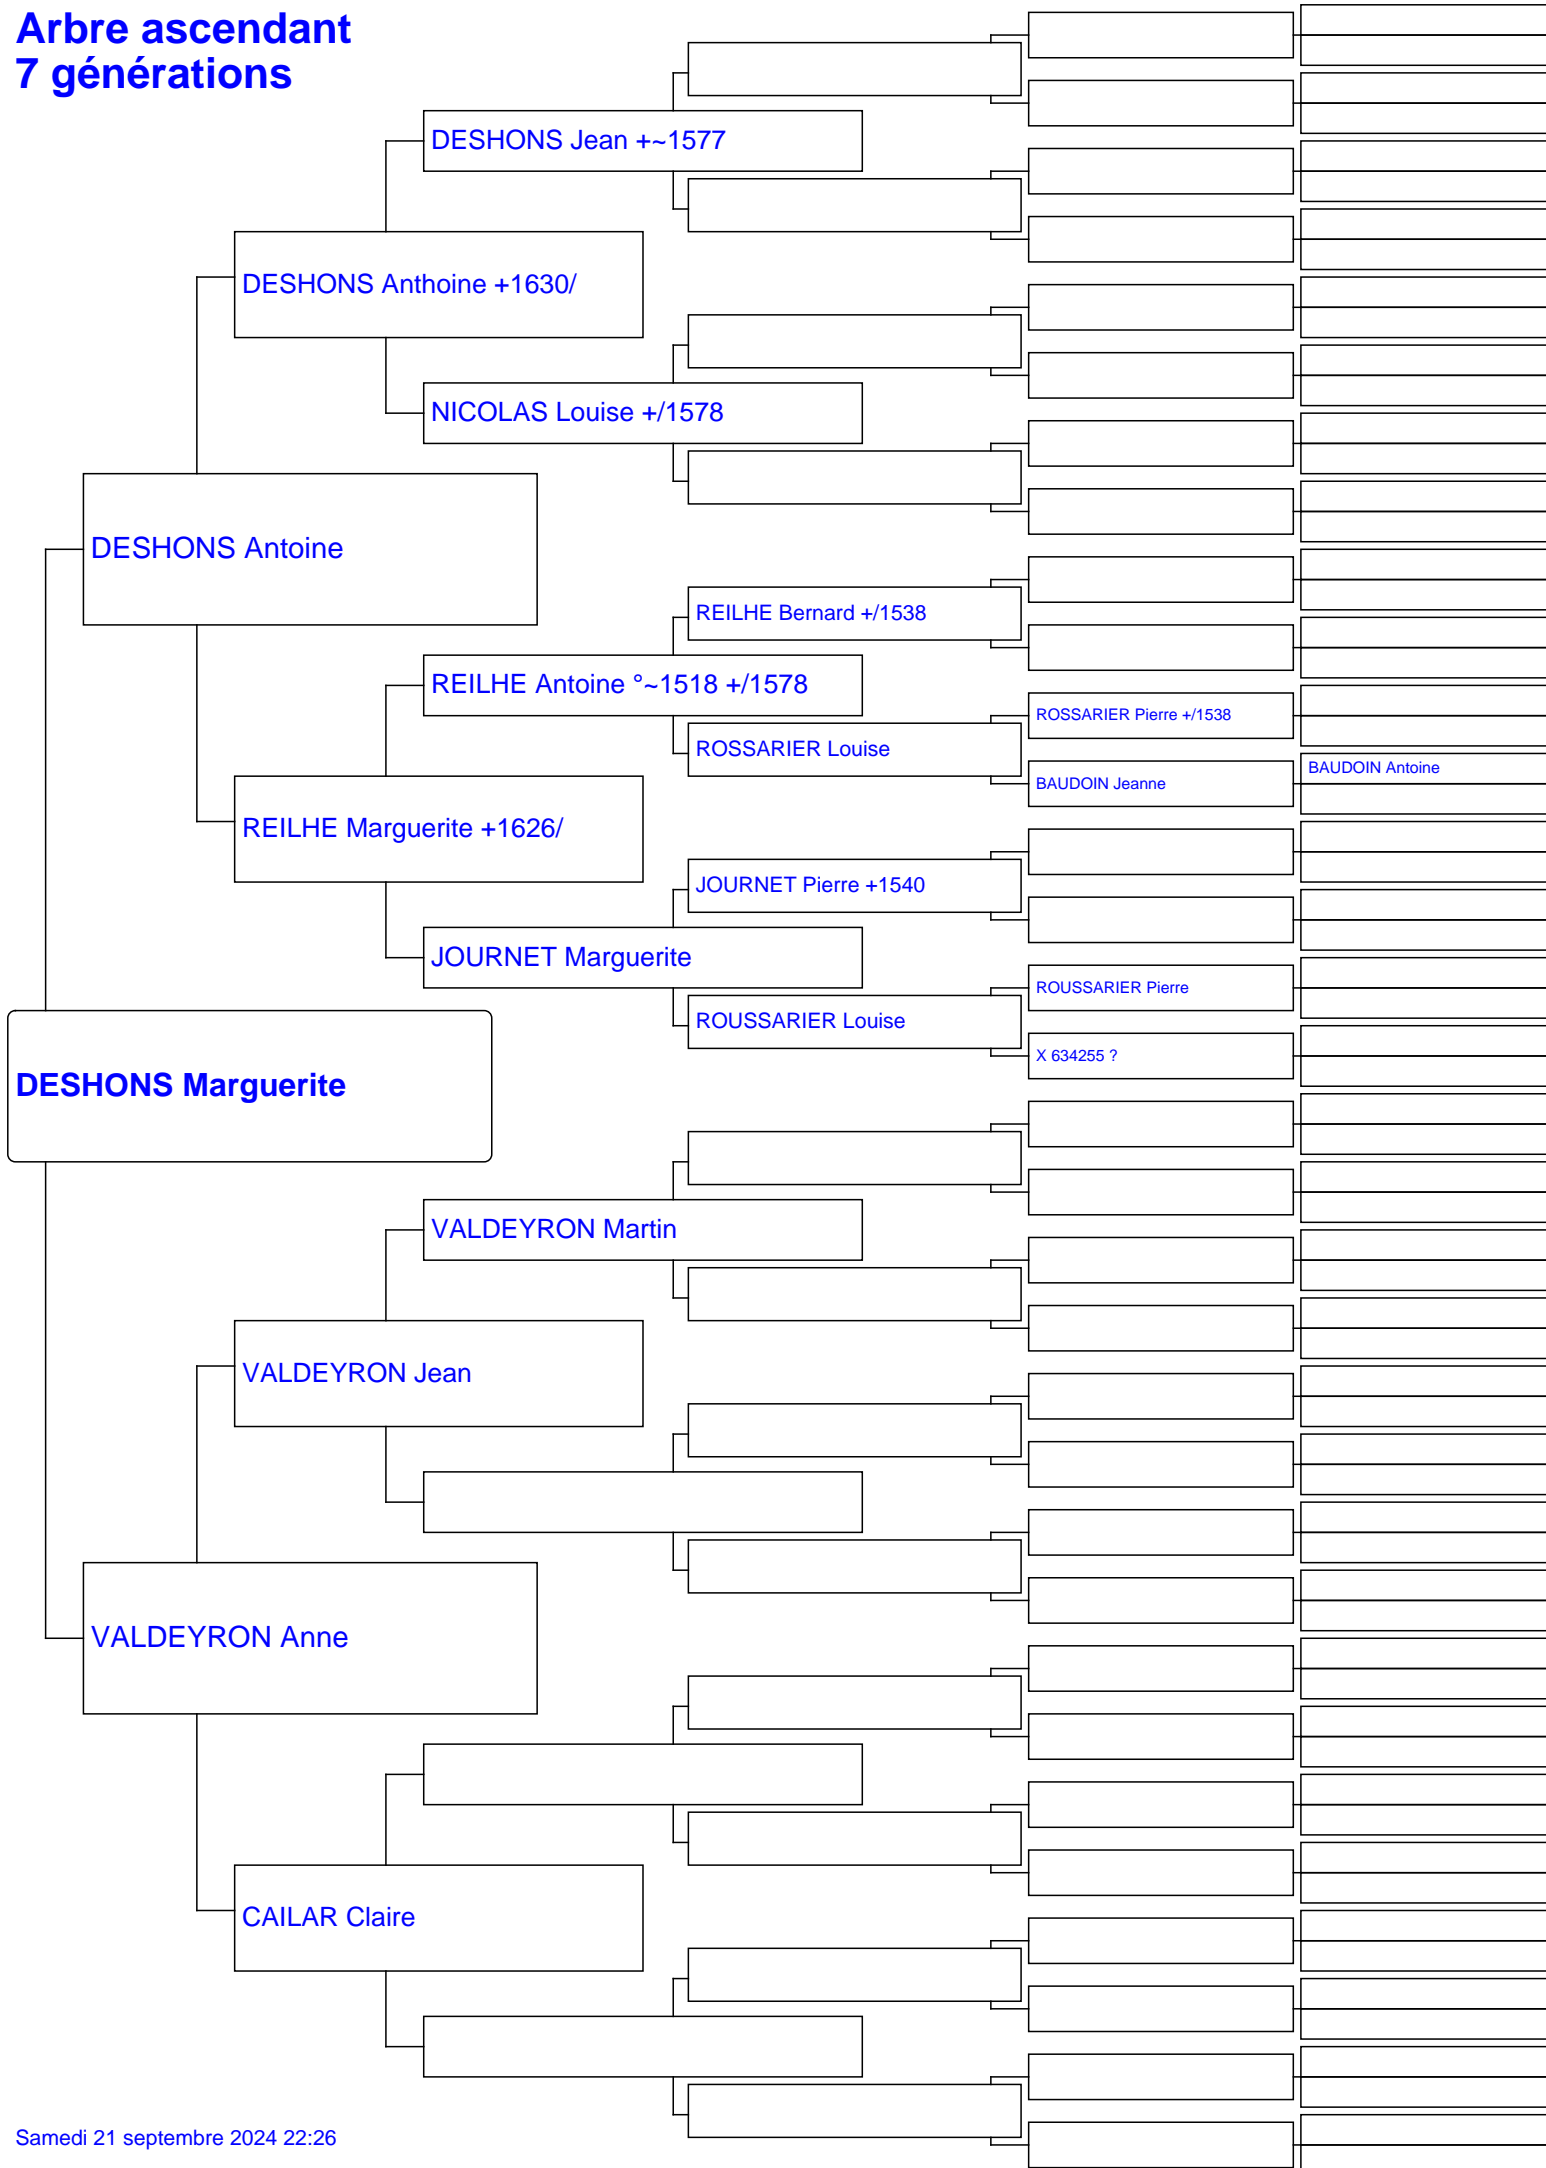 Arbre ascendant
7 générations
DESHONS Jean +~1577
DESHONS Anthoine +1630/
NICOLAS Louise +/1578
DESHONS Antoine
REILHE Bernard +/1538
REILHE Antoine °~1518 +/1578
ROSSARIER Pierre +/1538
ROSSARIER Louise
BAUDOIN Antoine
BAUDOIN Jeanne
REILHE Marguerite +1626/
JOURNET Pierre +1540
JOURNET Marguerite
ROUSSARIER Pierre
ROUSSARIER Louise
X 634255 ?
DESHONS Marguerite
VALDEYRON Martin
VALDEYRON Jean
VALDEYRON Anne
CAILAR Claire
Samedi 21 septembre 2024 22:26